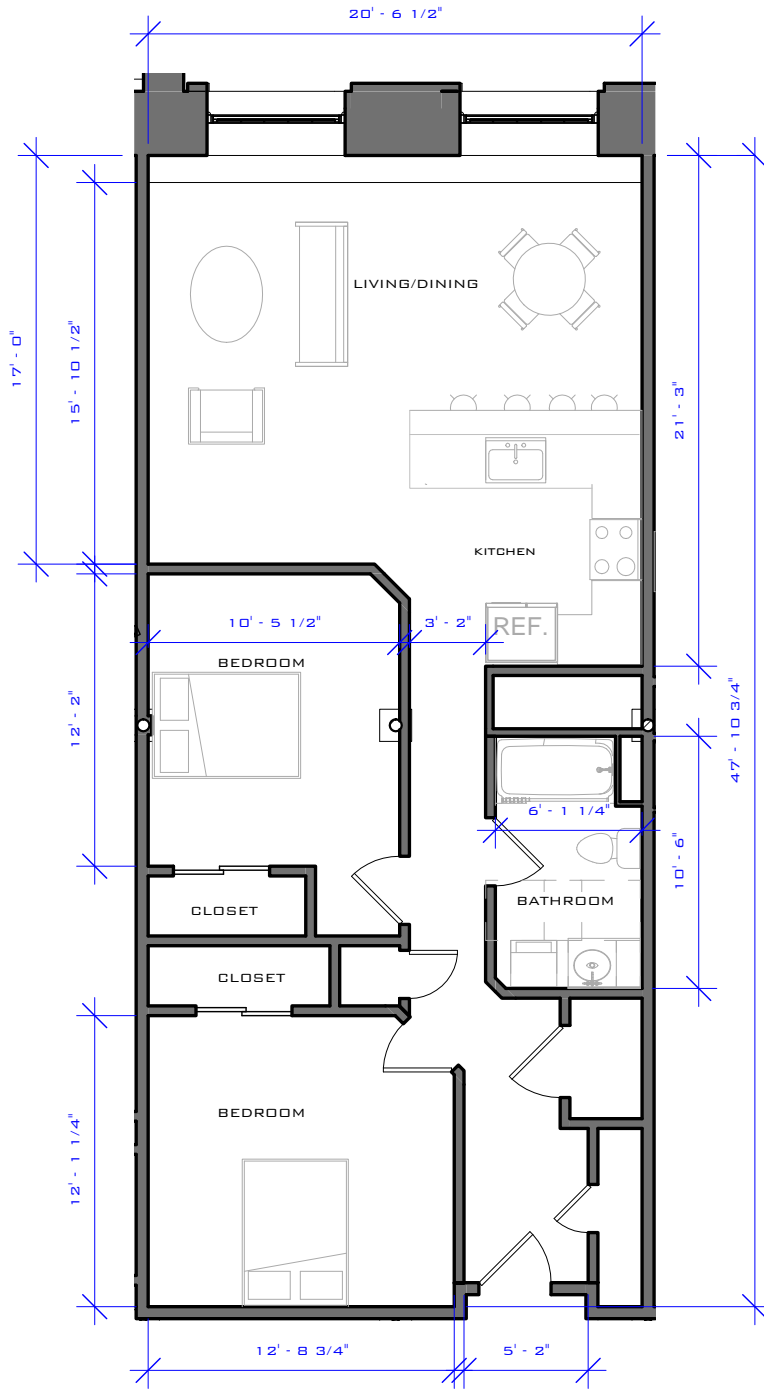 20' - 6 1/2"
LIVING/DINING
17' - 0"
15' - 10 1/2"
21' - 3"
KITCHEN
REF.
10' - 5 1/2"
3' - 2"
BEDROOM
12' - 2"
47' - 10 3/4"
6' - 1 1/4"
10' - 6"
BATHROOM
CLOSET
CLOSET
BEDROOM
12' - 1 1/4"
12' - 8 3/4"
5' - 2"